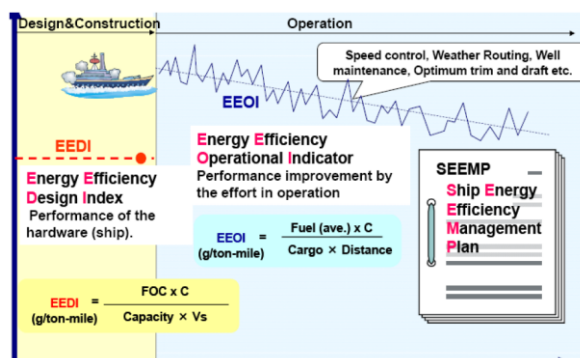 Design&Construction
Operation
Speed control, Weather Routing, Well
maintenance, Optimum trim and draft etc.
EEOI
EEDI
Energy Efficiency
Design Index
Performance of the
hardware (ship).
Energy Efficiency
Operational Indicator
Performance improvement by
the effort in operation
EEOI = Fuel (ave.) x C
(g/ton-mile) Cargo × Distance
EEDI = FOC x C
(g/ton-mile) Capacity × Vs
SEEMP
Ship Energy
Efficiency
Management
Plan